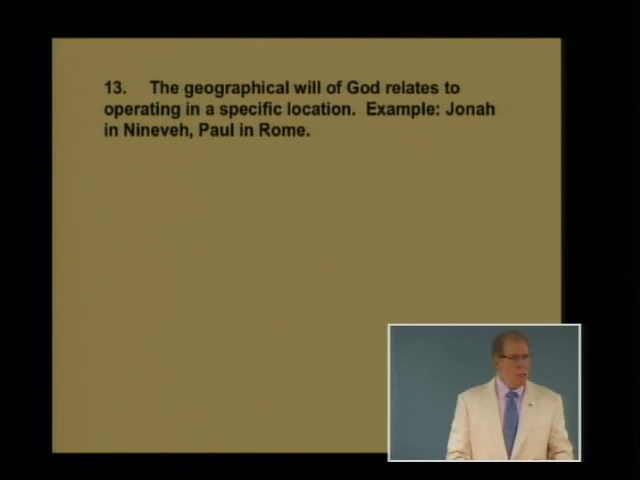 13. The geographical will of God relates to
operating in a specific location. Example: Jonah
in Nineveh, Paul in Rome.